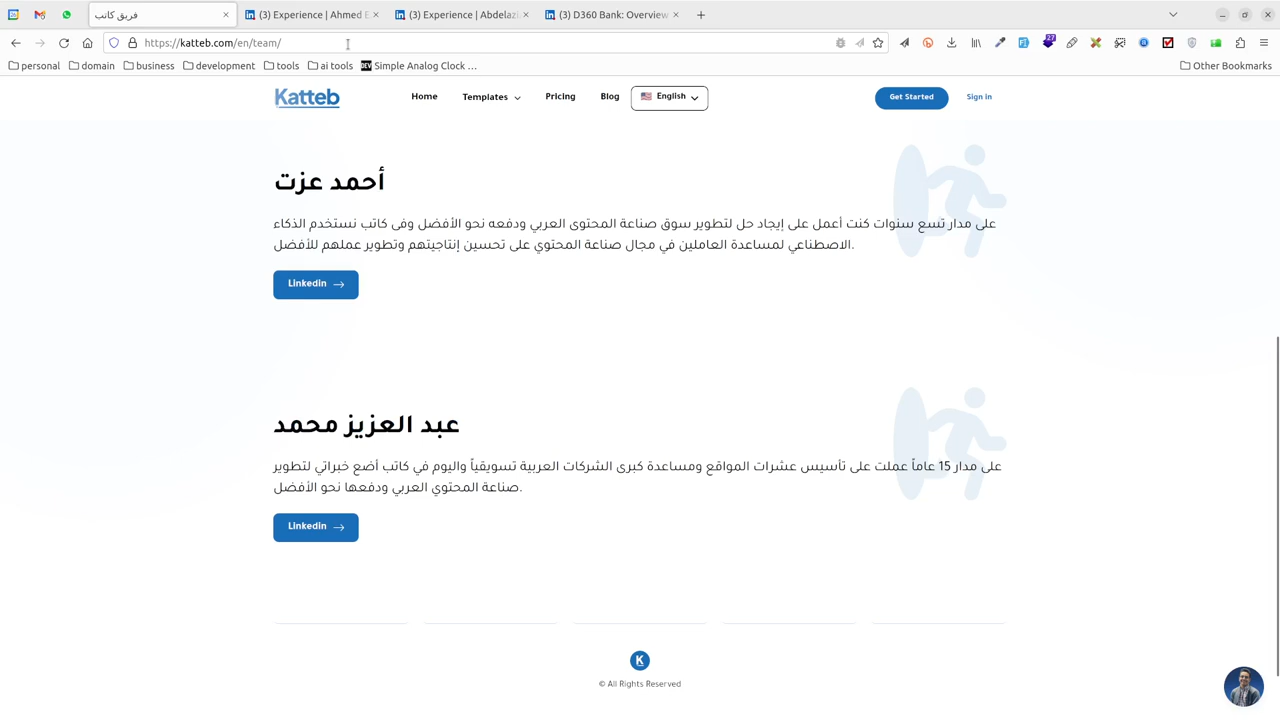 فريق كاتب
(3) Experience | Ahmed E
(3) Experience | Abdelazi
(3) D360 Bank: Overview
https://katteb.com/en/team/
27
personal
domain
business
development
tools
ai tools
DEV Simple Analog Clock ...
Other Bookmarks
Katteb
Home
Templates
Pricing
Blog
English
Get Started
Sign in
أحمد عزت
على مدار تسع سنوات كنت أعمل على إيجاد حل لتطوير سوق صناعة المحتوى العربي ودفعه نحو الأفضل وفى كاتب نستخدم الذكاء
الاصطناعي لمساعدة العاملين في مجال صناعة المحتوي على تحسين إنتاجيتهم وتطوير عملهم للأفضل.
Linkedin
عبد العزيز محمد
على مدار 15 عاماً عملت على تأسيس عشرات المواقع ومساعدة كبرى الشركات العربية تسويقياً واليوم في كاتب أضع خبراتي لتطوير
صناعة المحتوي العربي ودفعها نحو الأفضل.
Linkedin
K
© All Rights Reserved